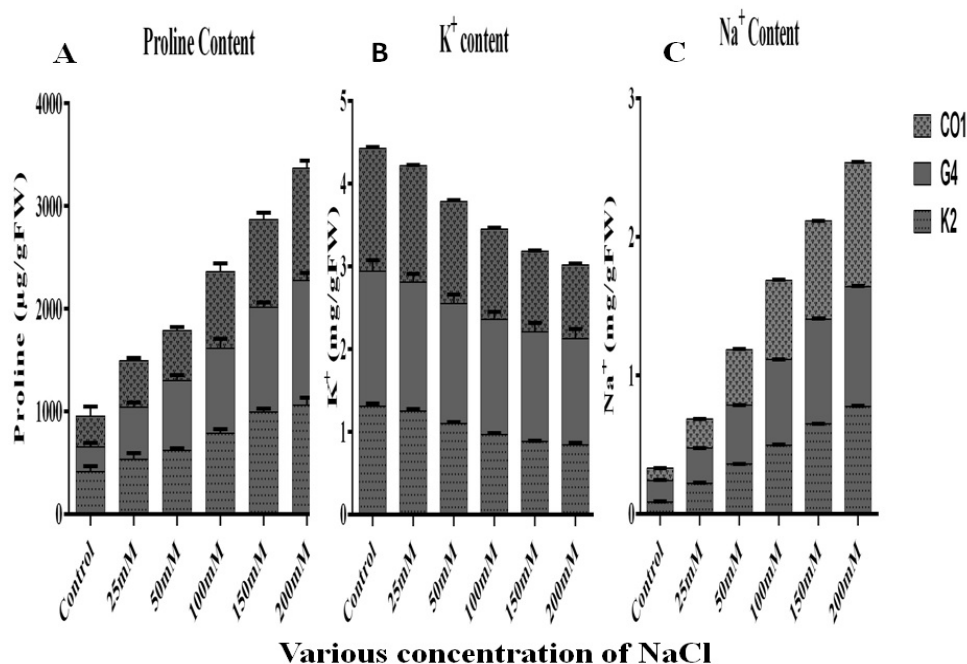 A
Proline Content
Proline (µg/gFW)
4000
3000
2000
1000
0
Control
25mM
50mM
100mM
150mM
200mM
B
K+ content
K+ (mg/gFW)
5
4
3
2
1
0
Control
25mM
50mM
100mM
150mM
200mM
C
Na+ Content
Na+ (mg/gFW)
3
2
1
0
Control
25mM
50mM
100mM
150mM
200mM
CO1
G4
K2
Various concentration of NaCl